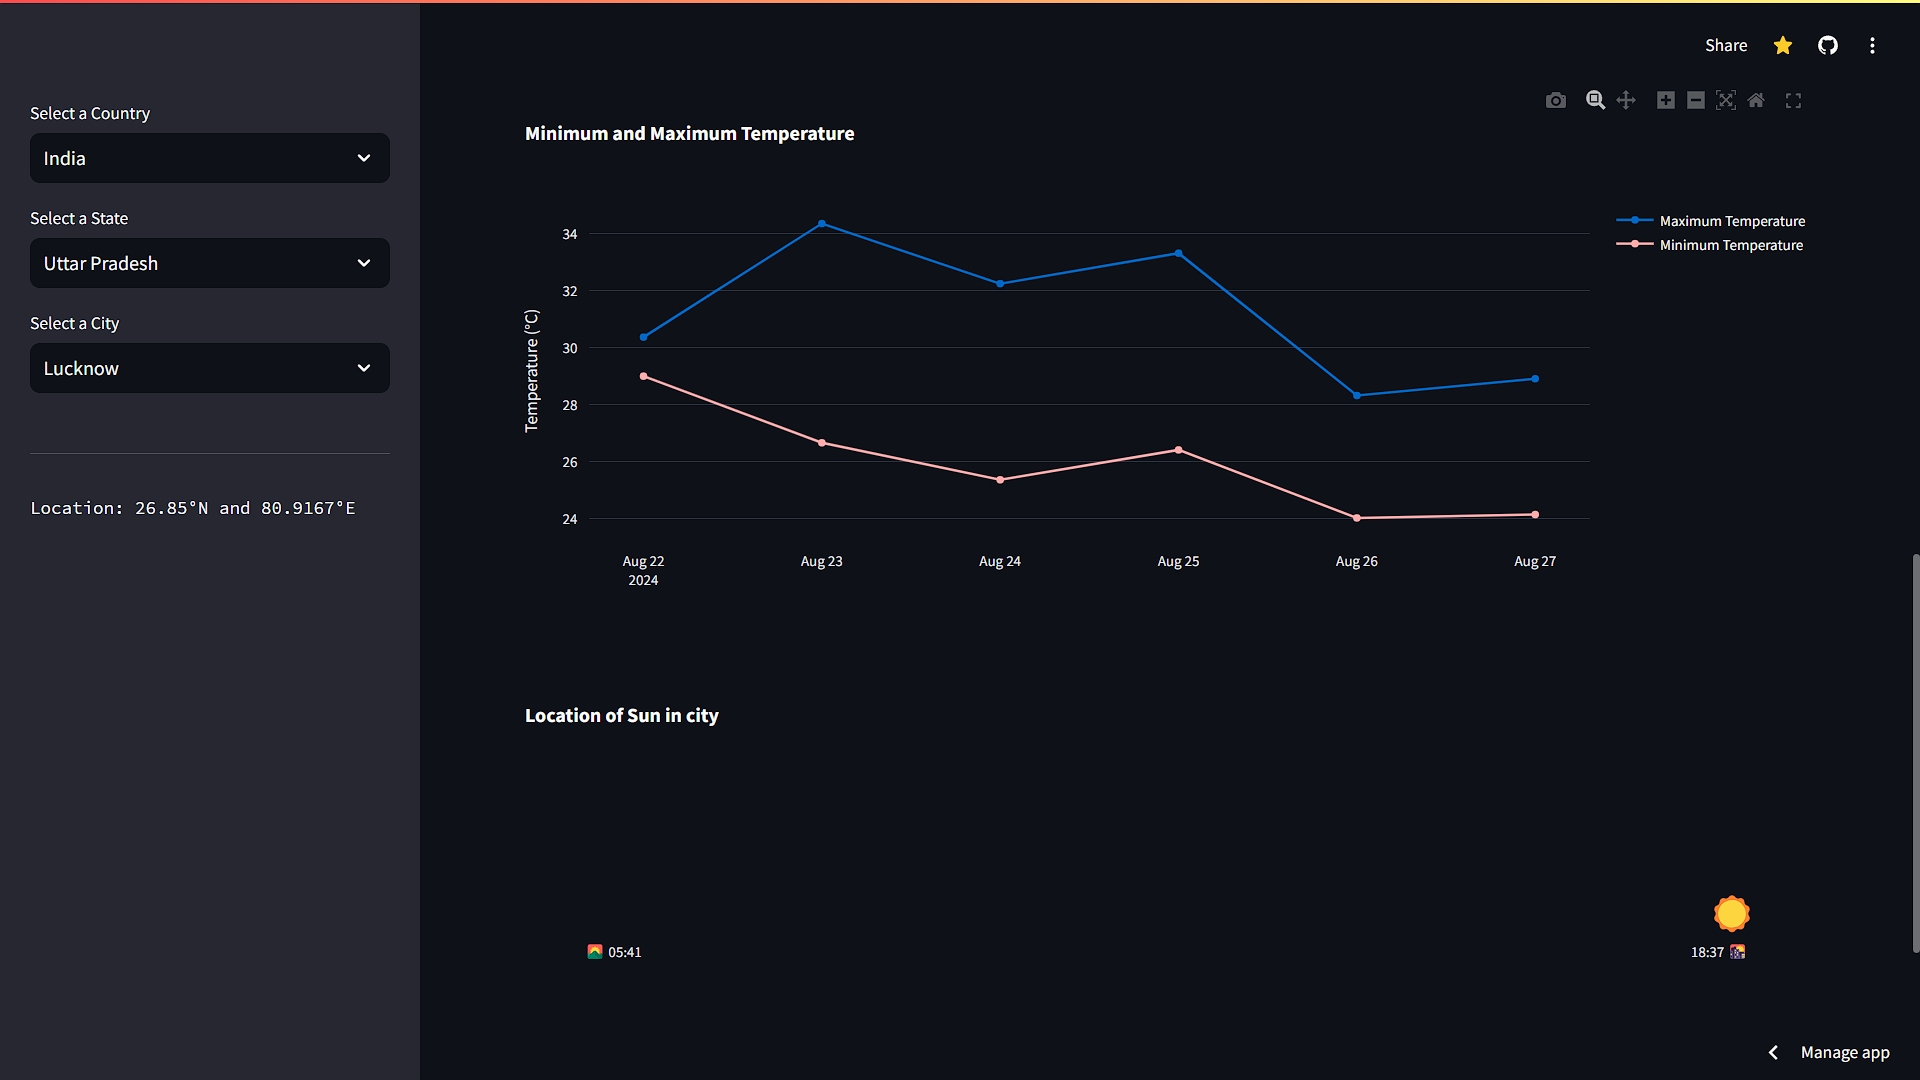 Share
Select a Country
India
Select a State
Uttar Pradesh
Select a City
Lucknow
Location: 26.85°N and 80.9167°E
Minimum and Maximum Temperature
Temperature (°C)
34
32
30
28
26
24
Aug 22
2024
Aug 23
Aug 24
Aug 25
Aug 26
Aug 27
Maximum Temperature
Minimum Temperature
Location of Sun in city
05:41
18:37
Manage app